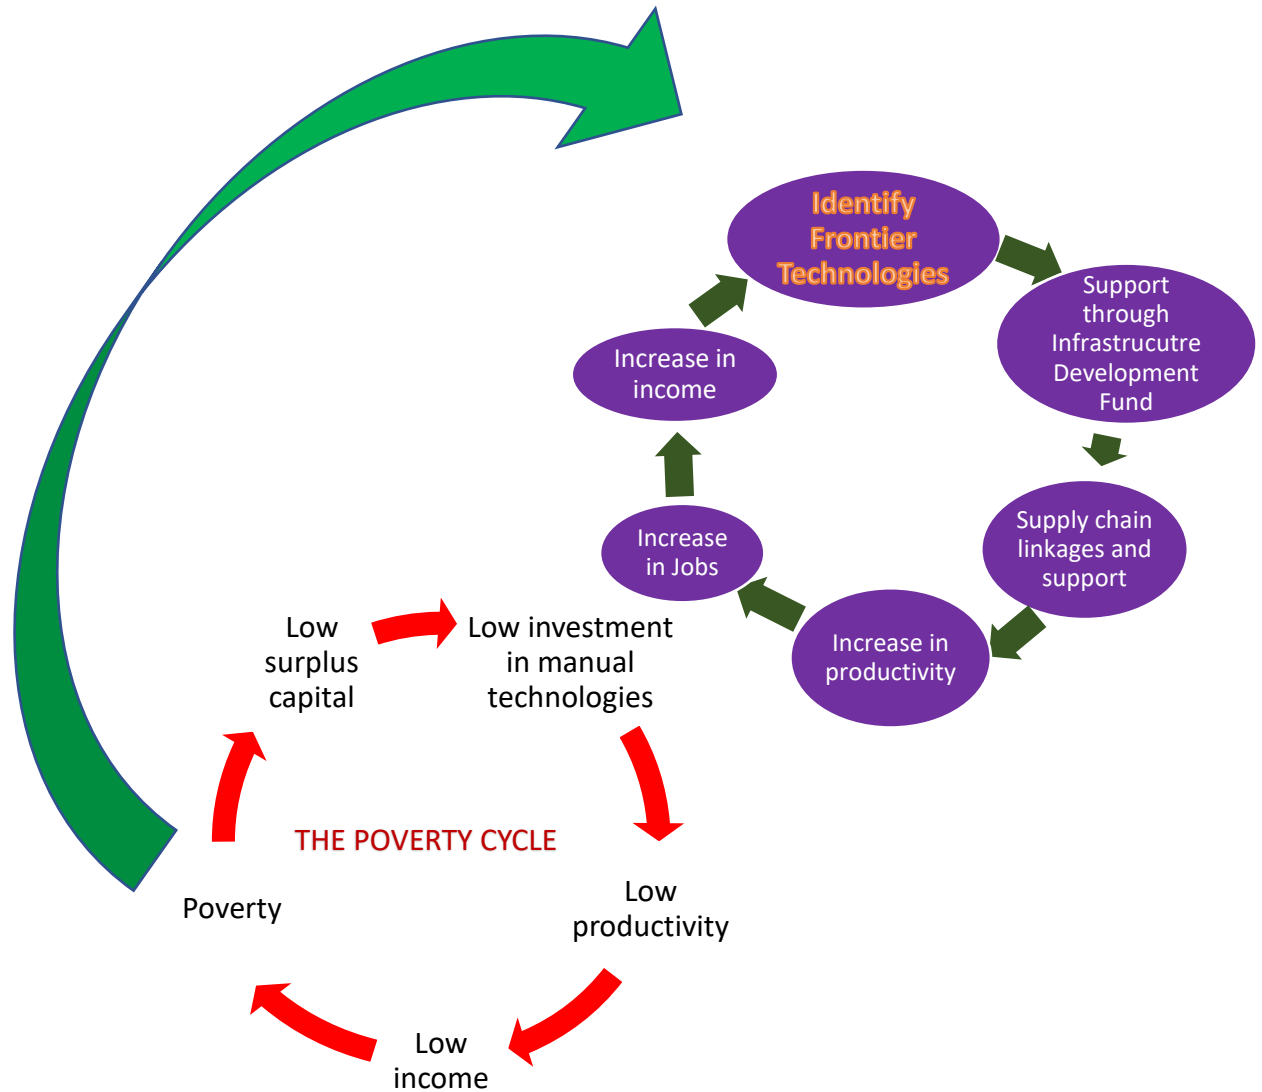 Identify
Frontier
Technologies
Support
through
Infrastrucutre
Development
Fund
Supply chain
linkages and
support
Increase in
productivity
Increase
in Jobs
Increase in
income
Low
surplus
capital
Low investment
in manual
technologies
THE POVERTY CYCLE
Low
productivity
Low
income
Poverty